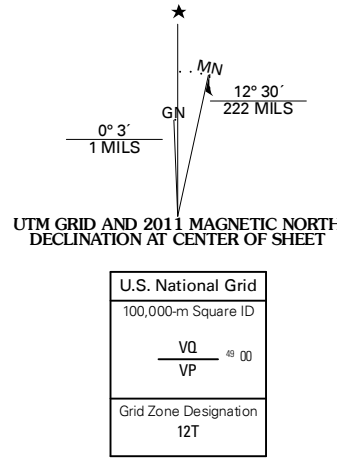 ★
MN
12° 30´
222 MILS
GN
0° 3´
1 MILS
UTM GRID AND 2011 MAGNETIC NORTH
DECLINATION AT CENTER OF SHEET
U.S. National Grid
100,000-m Square ID
VQ
49 00
VP
Grid Zone Designation
12T